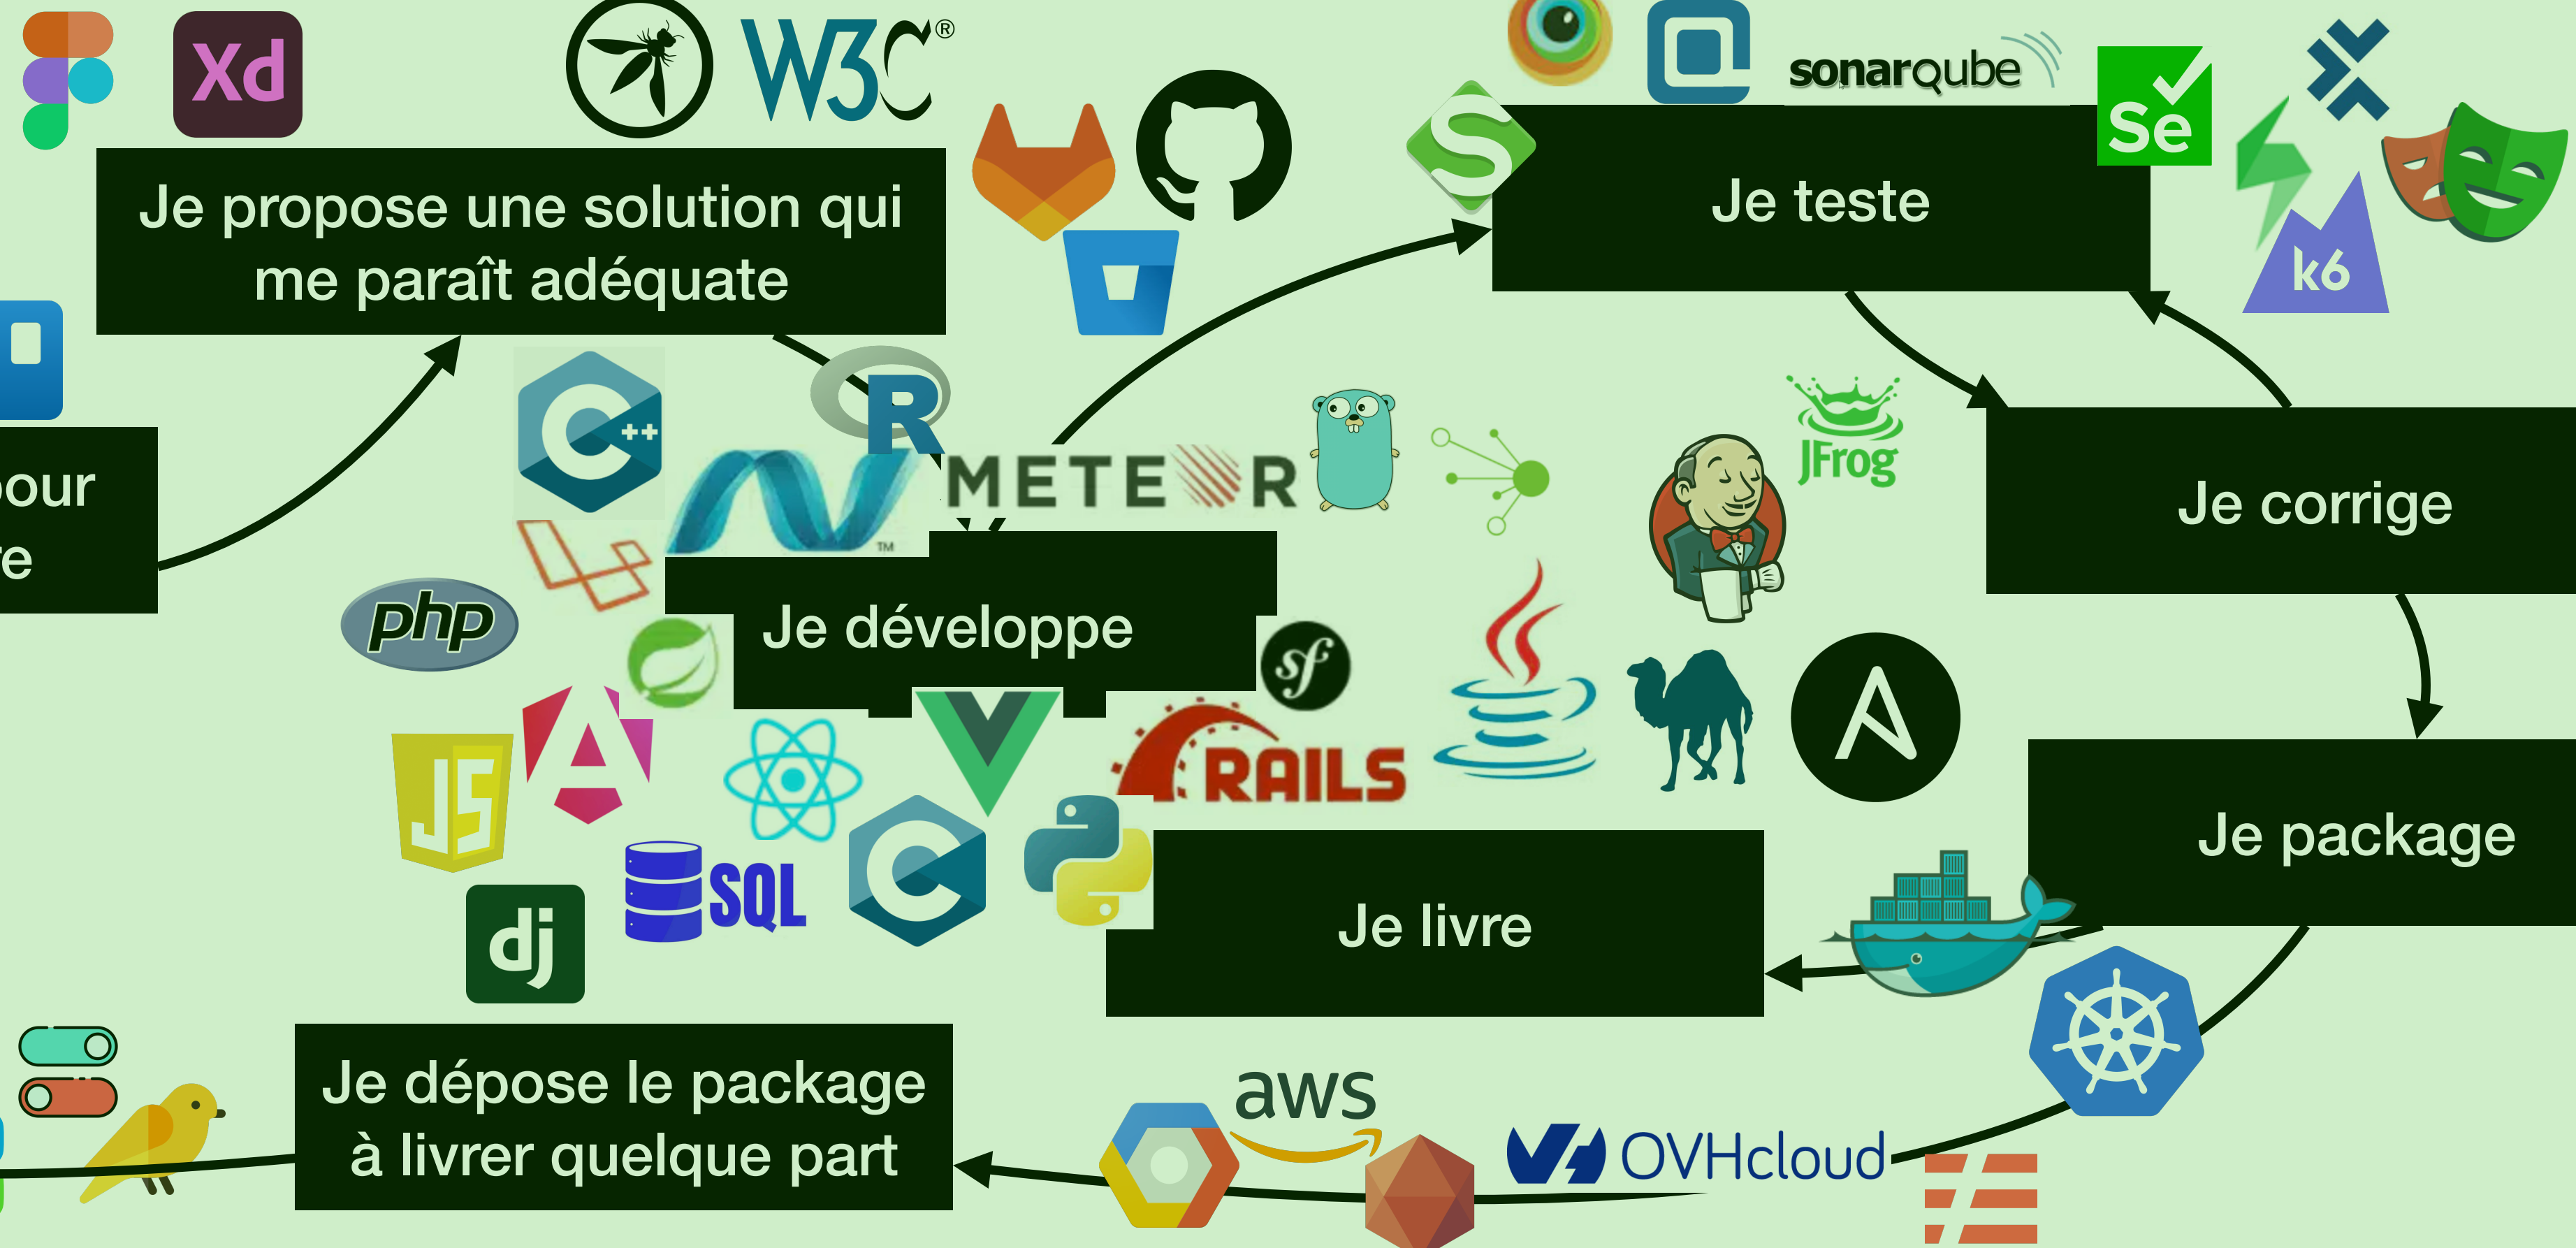 Xd
W3C®
sonarqube
Se
S
Je propose une solution qui
me paraît adéquate
Je teste
k6
C++
R
METEOR
JFrog
TM
our
e
Je corrige
php
Je développe
sf
JS
RAILS
Je package
SQL
C
dj
Je livre
Je dépose le package
à livrer quelque part
aws
OVHcloud